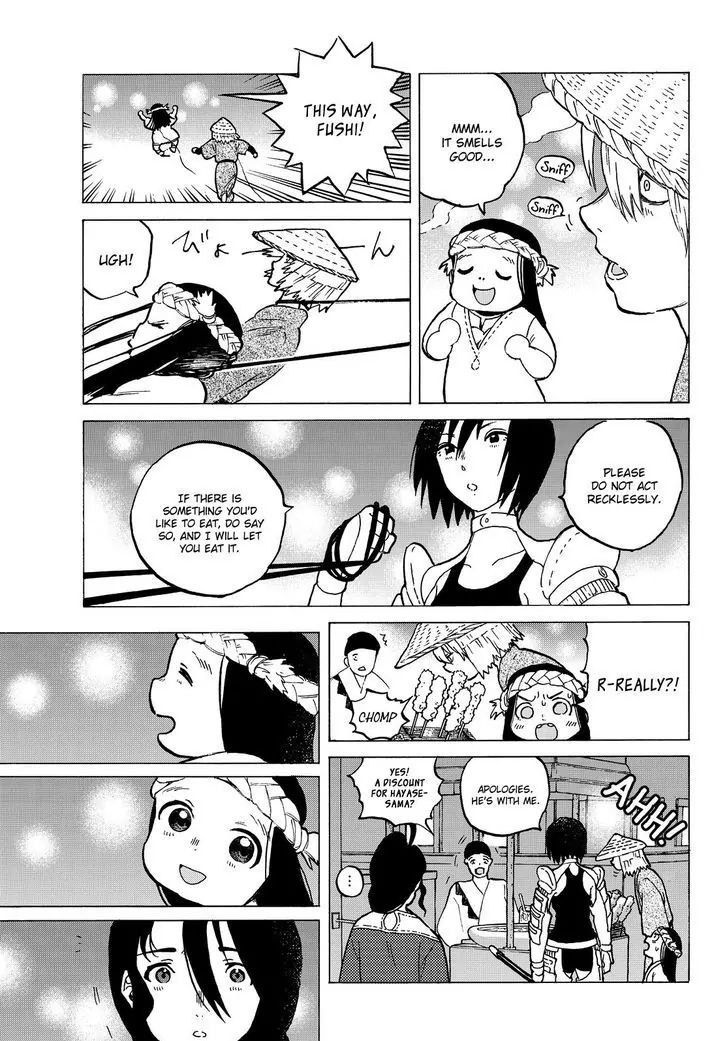 MMM...
IT SMELLS
GOOD...
Sniff
Sniff
THIS WAY,
FUSHI!
びょ
ん
UGH!
PLEASE
DO NOT ACT
RECKLESSLY.
IF THERE IS
SOMETHING YOU'D
LIKE TO EAT, DO SAY
SO, AND I WILL LET
YOU EAT IT.
R-REALLY?!
CHOMP
AHH!
APOLOGIES.
HE'S WITH ME.
YES!
A DISCOUNT
FOR HAYASE-
SAMA?
...